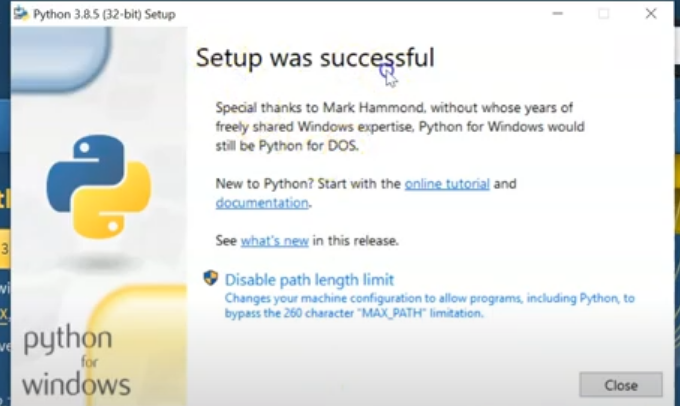 Python 3.8.5 (32-bit) Setup
Setup was successful
Special thanks to Mark Hammond, without whose years of
freely shared Windows expertise, Python for Windows would
still be Python for DOS.
New to Python? Start with the online tutorial and
documentation.
See what's new in this release.
Disable path length limit
Changes your machine configuration to allow programs, including Python, to
bypass the 260 character "MAX_PATH" limitation.
python
for
windows
Close